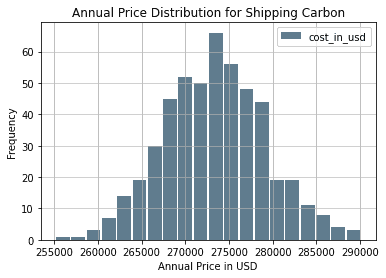 Annual Price Distribution for Shipping Carbon
cost_in_usd
60
50
40
30
20
10
0
Frequency
255000 260000 265000 270000 275000 280000 285000 290000
Annual Price in USD